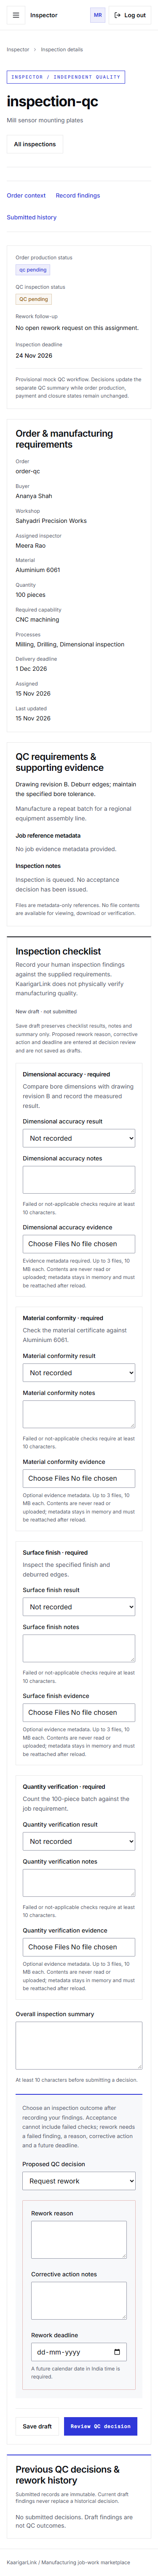 Inspector
MR
Log out
Inspector › Inspection details
INSPECTOR / INDEPENDENT QUALITY
inspection-qc
Mill sensor mounting plates
All inspections
Order context
Record findings
Submitted history
Order production status
qc pending
QC inspection status
QC pending
Rework follow-up
No open rework request on this assignment.
Inspection deadline
24 Nov 2026
Provisional mock QC workflow. Decisions update the
separate QC summary while order production,
payment and closure states remain unchanged.
Order & manufacturing
requirements
Order
order-qc
Buyer
Ananya Shah
Workshop
Sahyadri Precision Works
Assigned inspector
Meera Rao
Material
Aluminium 6061
Quantity
100 pieces
Required capability
CNC machining
Processes
Milling, Drilling, Dimensional inspection
Delivery deadline
1 Dec 2026
Assigned
15 Nov 2026
Last updated
15 Nov 2026
QC requirements &
supporting evidence
Drawing revision B. Deburr edges; maintain
the specified bore tolerance.
Manufacture a repeat batch for a regional
equipment assembly line.
Job reference metadata
No job evidence metadata provided.
Inspection notes
Inspection is queued. No acceptance
decision has been issued.
Files are metadata-only references. No file contents
are available for viewing, download or verification.
Inspection checklist
Record your human inspection findings
against the supplied requirements.
KaarigarLink does not physically verify
manufacturing quality.
New draft · not submitted
Save draft preserves checklist results, notes and
summary only. Proposed rework reason, corrective
action and deadline are entered at decision review
and are not saved as drafts.
Dimensional accuracy · required
Compare bore dimensions with drawing
revision B and record the measured
result.
Dimensional accuracy result
Not recorded
Dimensional accuracy notes
Failed or not-applicable checks require at least
10 characters.
Dimensional accuracy evidence
Choose Files No file chosen
Evidence metadata required. Up to 3 files, 10
MB each. Contents are never read or
uploaded; metadata stays in memory and must
be reattached after reload.
Material conformity · required
Check the material certificate against
Aluminium 6061.
Material conformity result
Not recorded
Material conformity notes
Failed or not-applicable checks require at least
10 characters.
Material conformity evidence
Choose Files No file chosen
Optional evidence metadata. Up to 3 files, 10
MB each. Contents are never read or
uploaded; metadata stays in memory and must
be reattached after reload.
Surface finish · required
Inspect the specified finish and
deburred edges.
Surface finish result
Not recorded
Surface finish notes
Failed or not-applicable checks require at least
10 characters.
Surface finish evidence
Choose Files No file chosen
Optional evidence metadata. Up to 3 files, 10
MB each. Contents are never read or
uploaded; metadata stays in memory and must
be reattached after reload.
Quantity verification · required
Count the 100-piece batch against the
job requirement.
Quantity verification result
Not recorded
Quantity verification notes
Failed or not-applicable checks require at least
10 characters.
Quantity verification evidence
Choose Files No file chosen
Optional evidence metadata. Up to 3 files, 10
MB each. Contents are never read or
uploaded; metadata stays in memory and must
be reattached after reload.
Overall inspection summary
At least 10 characters before submitting a decision.
Choose an inspection outcome after
recording your findings. Acceptance
cannot include failed checks; rework needs
a failed finding, a reason, corrective action
and a future deadline.
Proposed QC decision
Request rework
Rework reason
Corrective action notes
Rework deadline
dd-mm-yyyy
A future calendar date in India time is
required.
Save draft
Review QC decision
Previous QC decisions &
rework history
Submitted records are immutable. Current draft
findings never replace a historical decision.
No submitted decisions. Draft findings are
not QC outcomes.
KaarigarLink / Manufacturing job-work marketplace